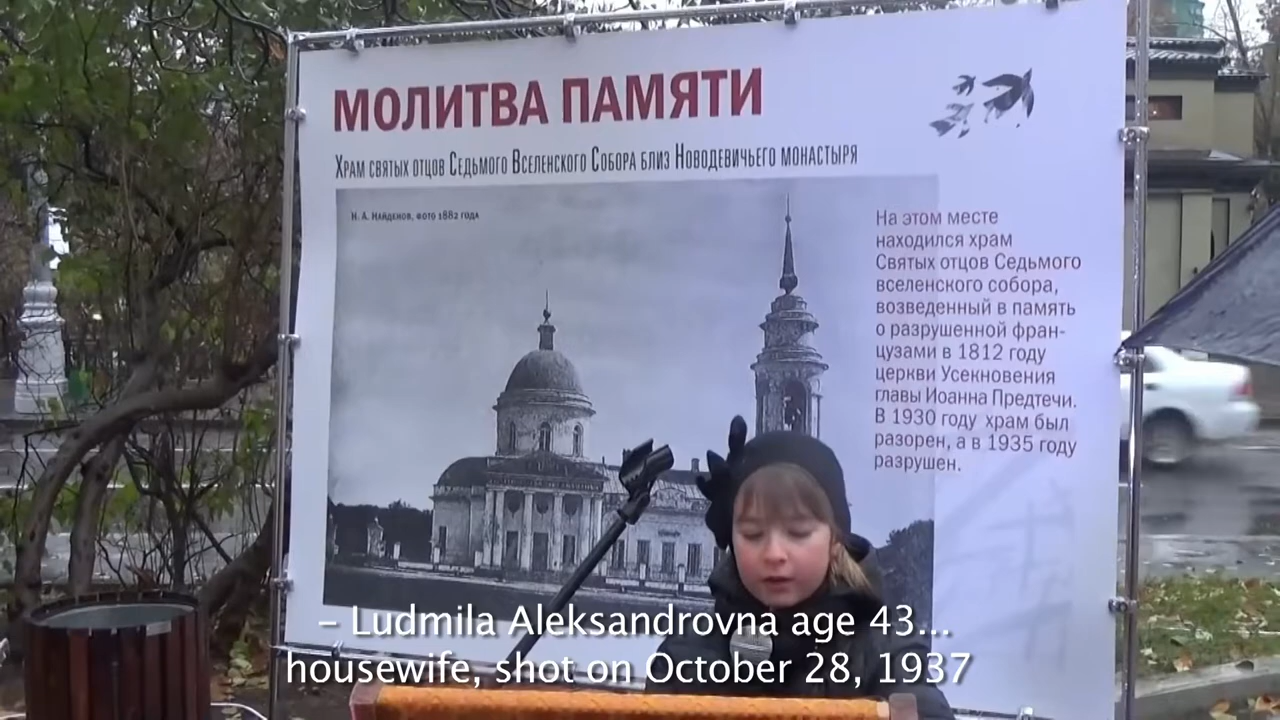 МОЛИТВА ПАМЯТИ
Храм святых отцов Седьмого Вселенского Собора близ Новодевичьего монастыря
Н. А. Найденов, фото 1882 года
На этом месте
находился храм
Святых отцов Седьмого
вселенского собора,
возведенный в память
о разрушенной фран-
цузами в 1812 году
церкви Усекновения
главы Иоанна Предтечи.
В 1930 году храм был
разорен, а в 1935 году
разрушен.
– Ludmila Aleksandrovna age 43...
housewife, shot on October 28, 1937